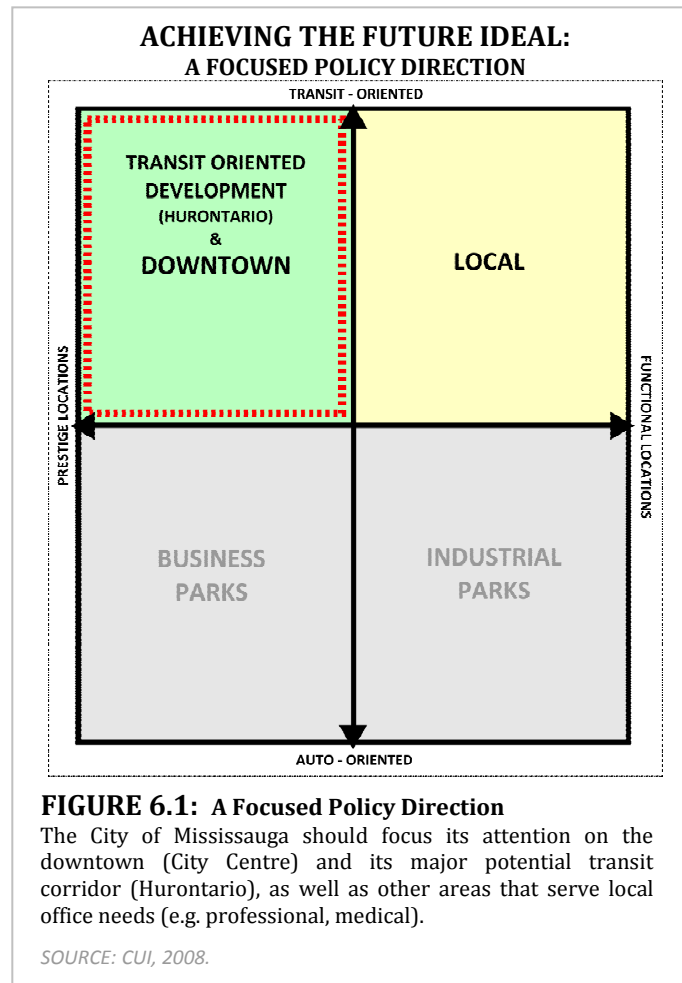 ACHIEVING THE FUTURE IDEAL:
A FOCUSED POLICY DIRECTION
TRANSIT - ORIENTED
TRANSIT ORIENTED
DEVELOPMENT
(HURONTARIO)
&
DOWNTOWN
LOCAL
PRESTIGE LOCATIONS
FUNCTIONAL LOCATIONS
BUSINESS
PARKS
INDUSTRIAL
PARKS
AUTO - ORIENTED
FIGURE 6.1: A Focused Policy Direction
The City of Mississauga should focus its attention on the
downtown (City Centre) and its major potential transit
corridor (Hurontario), as well as other areas that serve local
office needs (e.g. professional, medical).
SOURCE: CUI, 2008.